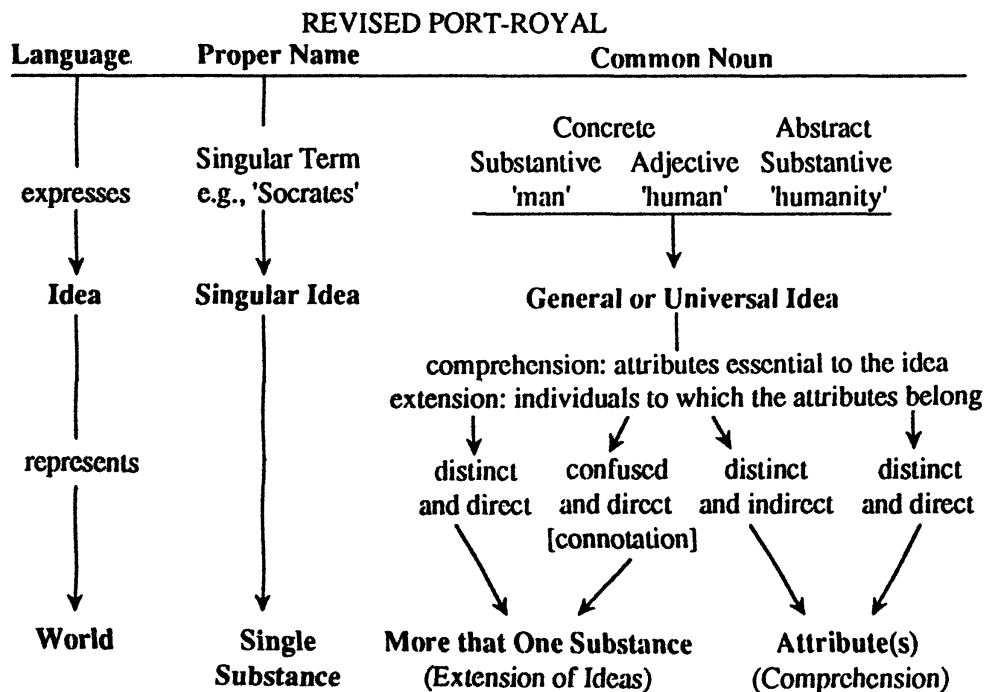 REVISED PORT-ROYAL
Language Proper Name Common Noun
Concrete Abstract
Singular Term Substantive Adjective Substantive
expresses e.g., 'Socrates' 'man' 'human' 'humanity'
Idea Singular Idea General or Universal Idea
comprehension: attributes essential to the idea
extension: individuals to which the attributes belong
represents distinct confused distinct distinct
and direct and direct and indirect and direct
[connotation]
World Single More that One Substance Attribute(s)
Substance (Extension of Ideas) (Comprehension)